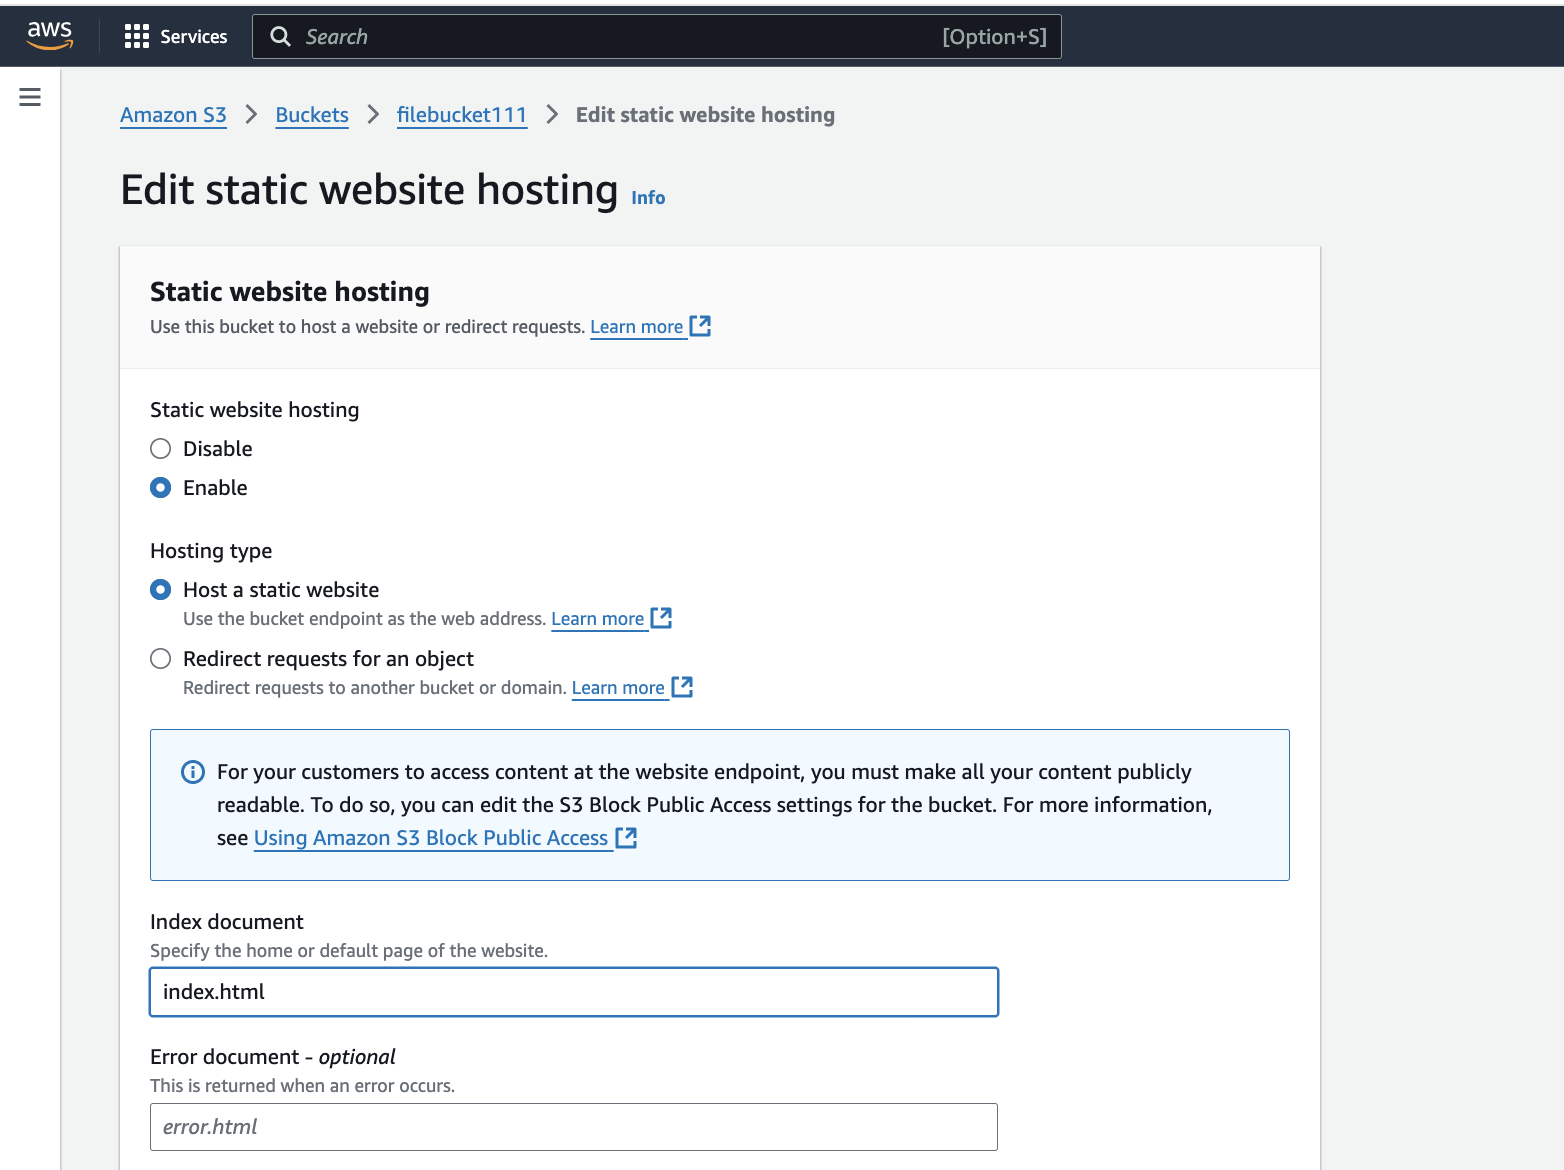 aws Services Search [Option+S]
Amazon S3 > Buckets > filebucket111 > Edit static website hosting
Edit static website hosting Info
Static website hosting
Use this bucket to host a website or redirect requests. Learn more
Static website hosting
Disable
Enable
Hosting type
Host a static website
Use the bucket endpoint as the web address. Learn more
Redirect requests for an object
Redirect requests to another bucket or domain. Learn more
For your customers to access content at the website endpoint, you must make all your content publicly
readable. To do so, you can edit the S3 Block Public Access settings for the bucket. For more information,
see Using Amazon S3 Block Public Access
Index document
Specify the home or default page of the website.
index.html
Error document - optional
This is returned when an error occurs.
error.html